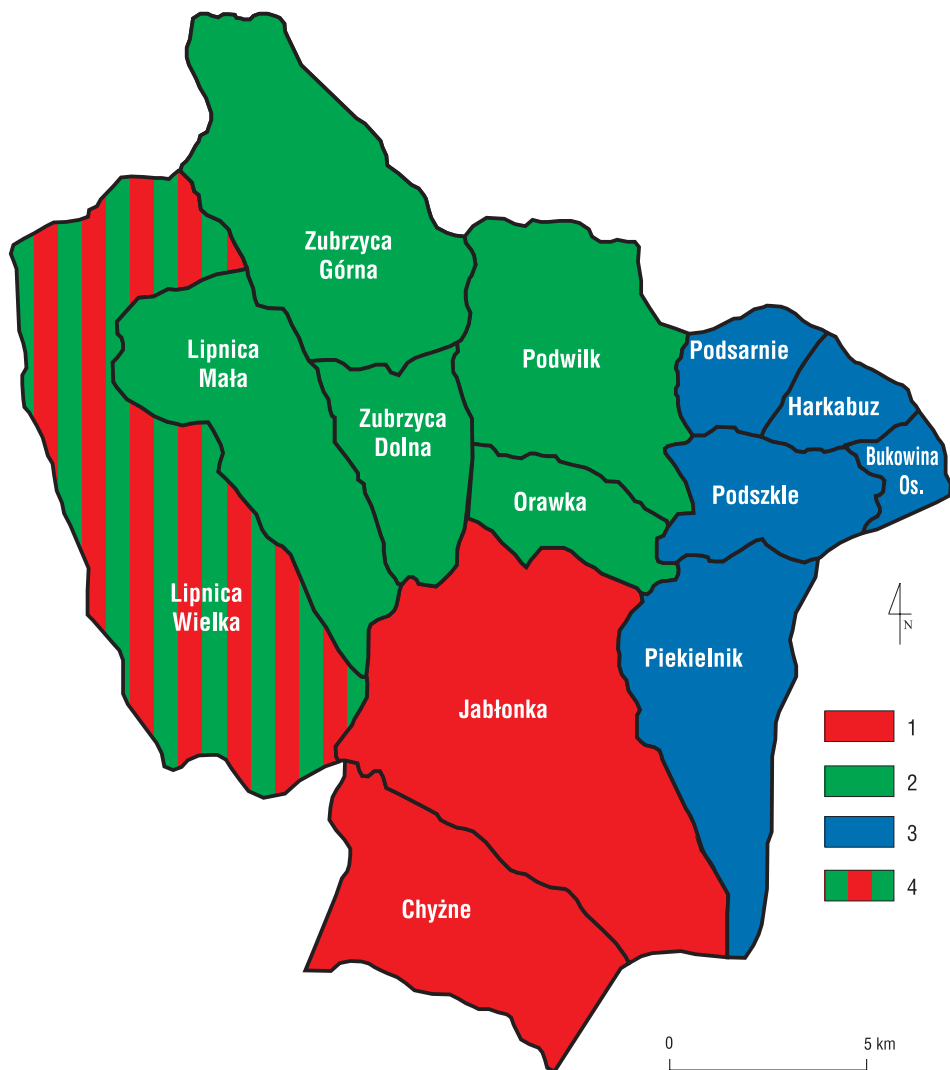 Zubrzyca
Górna
Lipnica
Mała
Podwilk
Podsarnie
Harkabuz
Zubrzyca
Dolna
Bukowina
Os.
Podszkle
Orawka
Lipnica
Wielka
N
Piekielnik
Jabłonka
1
2
3
4
Chyżne
0
5 km